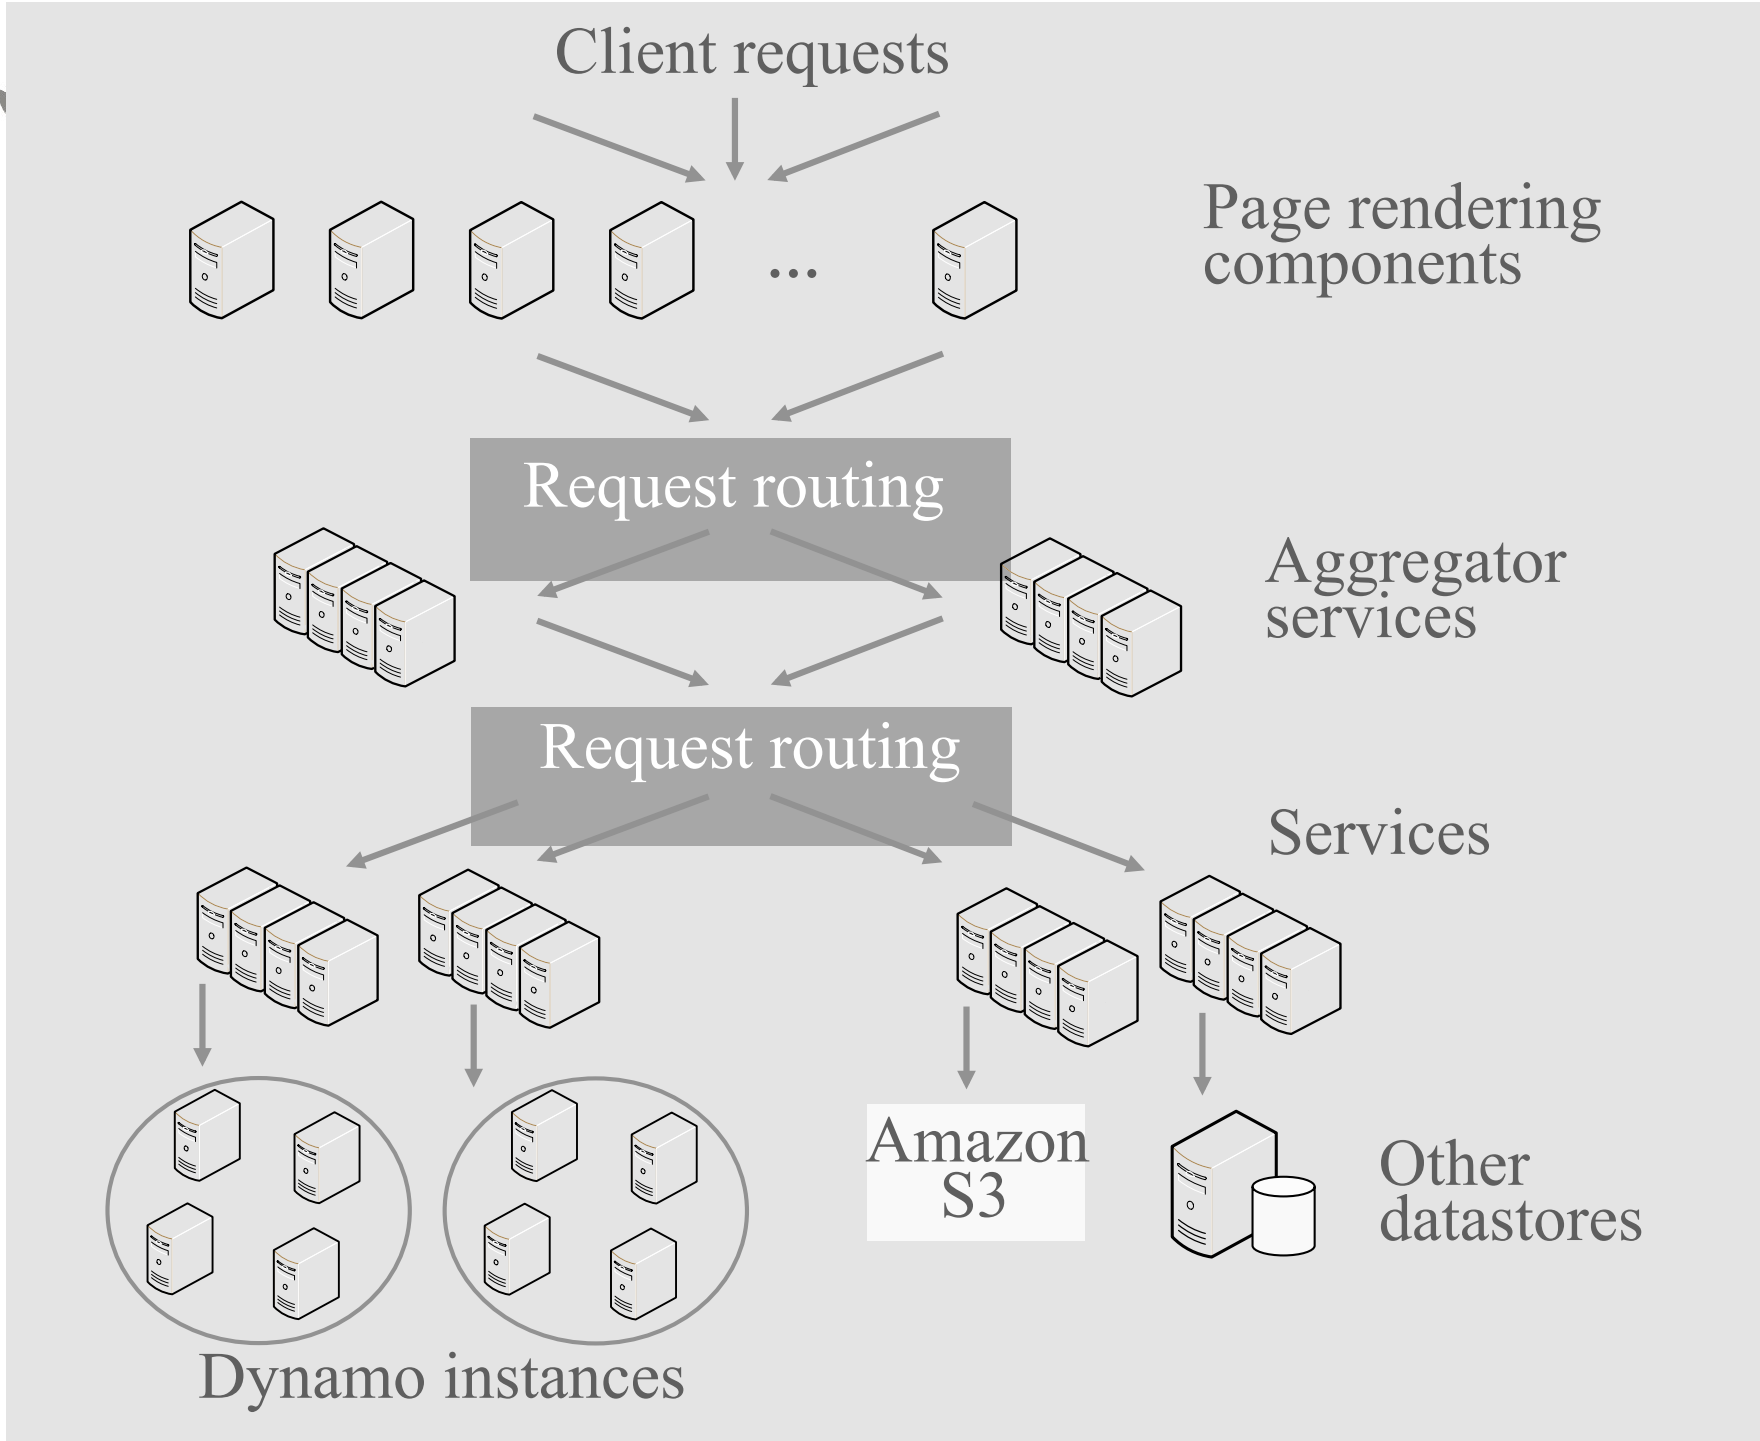 Client requests
Page rendering
components
...
Request routing
Aggregator
services
Request routing
Services
Amazon
S3
Other
datastores
Dynamo instances